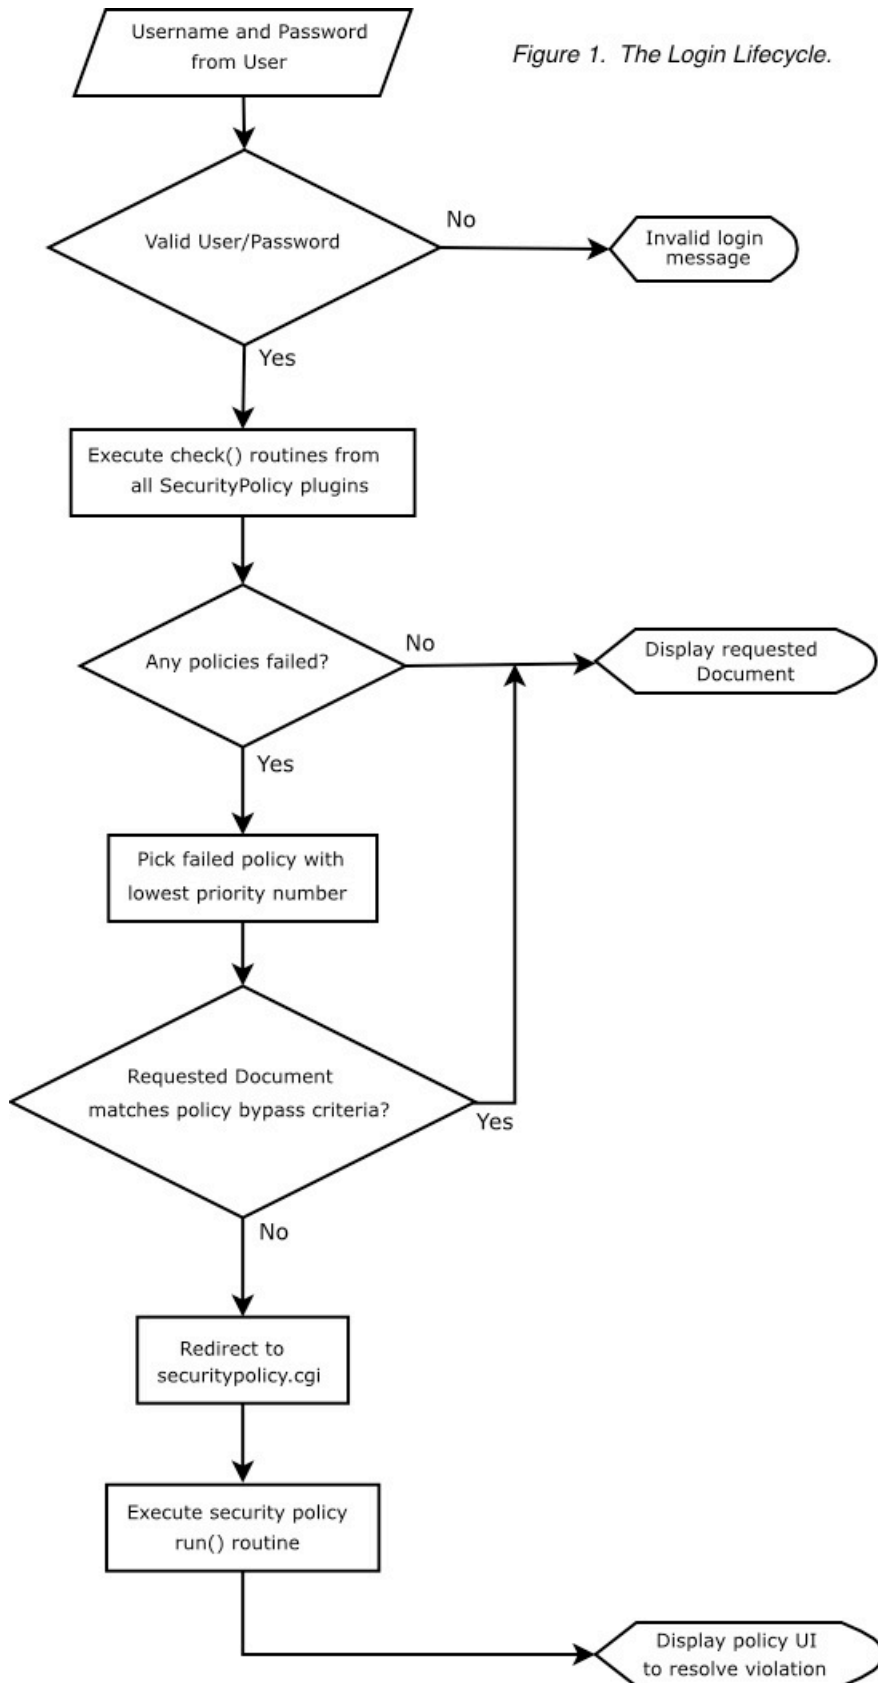 Username and Password
from User
Figure 1. The Login Lifecycle.
Valid User/Password
No
Invalid login
message
Yes
Execute check() routines from
all SecurityPolicy plugins
Any policies failed?
No
Display requested
Document
Yes
Pick failed policy with
lowest priority number
Requested Document
matches policy bypass criteria?
Yes
No
Redirect to
securitypolicy.cgi
Execute security policy
run() routine
Display policy UI
to resolve violation